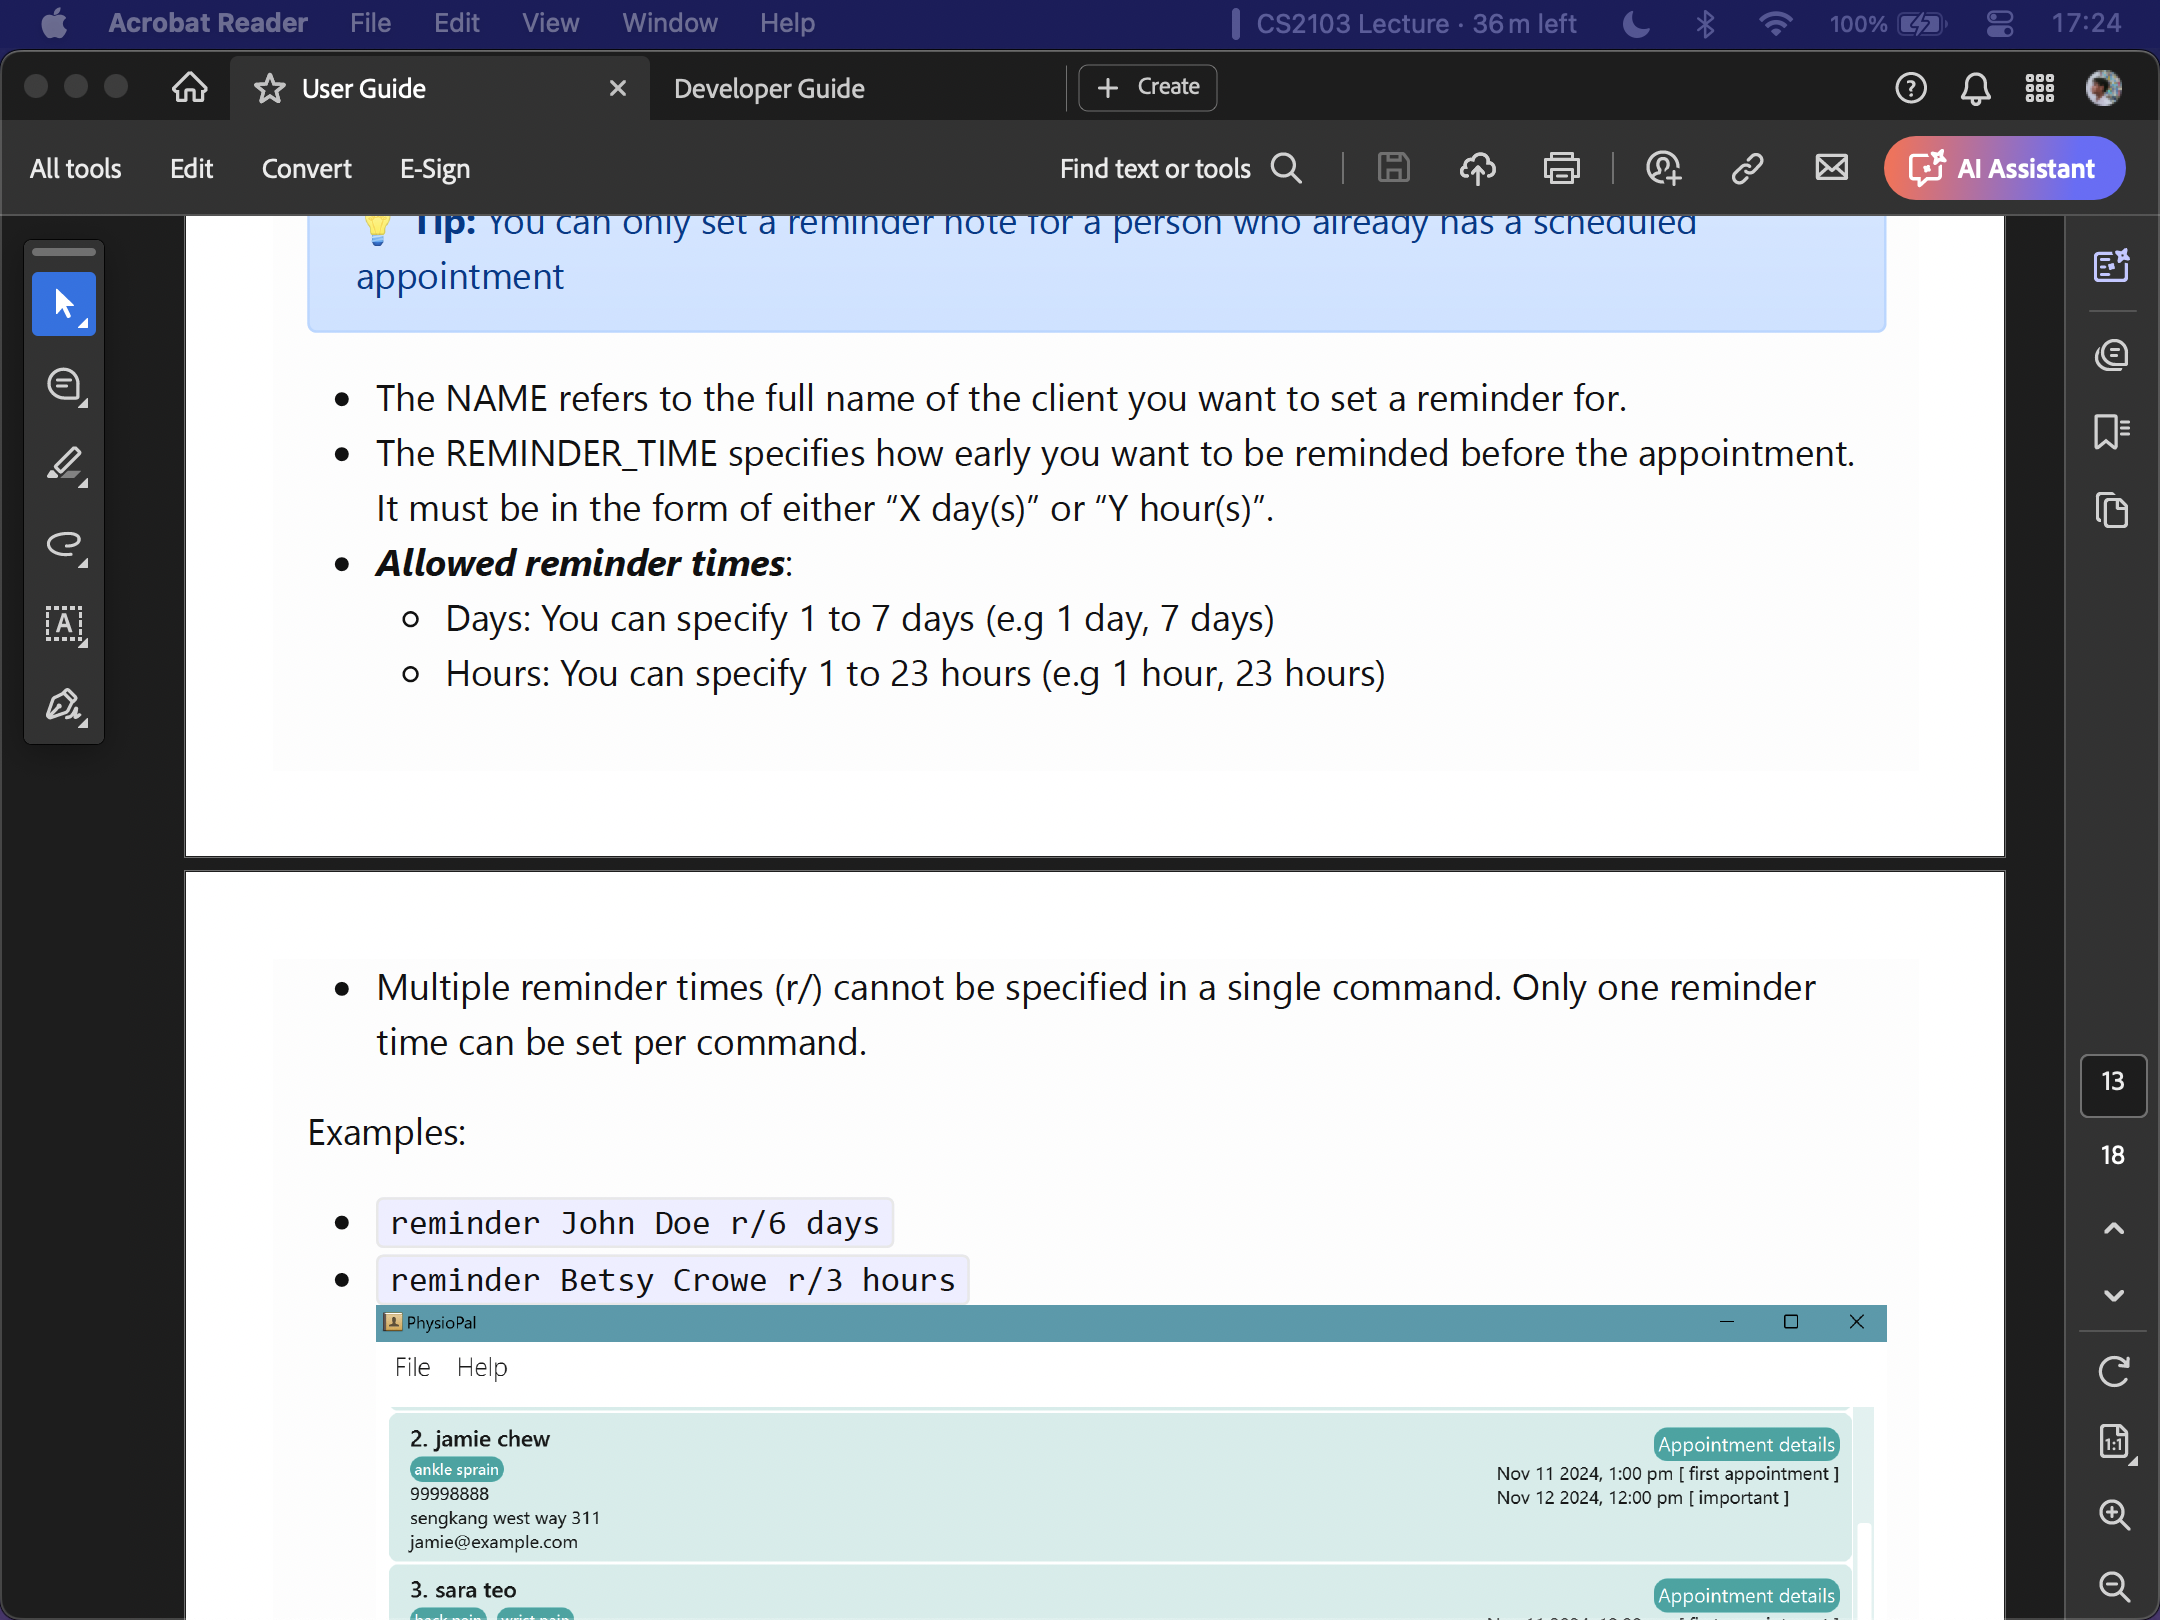 Acrobat Reader File Edit View Window Help CS2103 Lecture · 36 m left 100% 17:24
User Guide Developer Guide Create
All tools Edit Convert E-Sign Find text or tools AI Assistant
Tip: You can only set a reminder note for a person who already has a scheduled
appointment
The NAME refers to the full name of the client you want to set a reminder for.
The REMINDER_TIME specifies how early you want to be reminded before the appointment.
It must be in the form of either “X day(s)” or “Y hour(s)”.
Allowed reminder times:
Days: You can specify 1 to 7 days (e.g 1 day, 7 days)
Hours: You can specify 1 to 23 hours (e.g 1 hour, 23 hours)
Multiple reminder times (r/) cannot be specified in a single command. Only one reminder
time can be set per command.
13
18
Examples:
reminder John Doe r/6 days
reminder Betsy Crowe r/3 hours
PhysioPal
File Help
2. jamie chew
ankle sprain
99998888
sengkang west way 311
jamie@example.com
Appointment details
Nov 11 2024, 1:00 pm [ first appointment ]
Nov 12 2024, 12:00 pm [ important ]
3. sara teo
back pain wrist pain
Appointment details